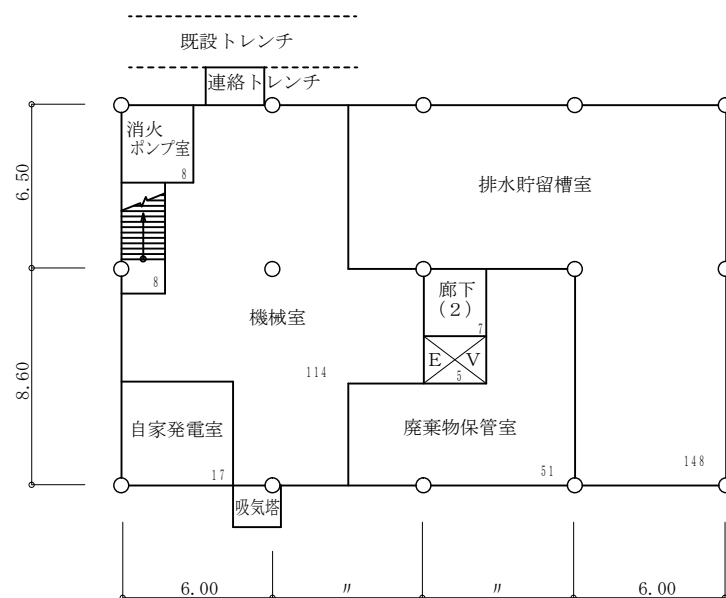 既設トレンチ
連絡トレンチ
消火
ポンプ室
8
排水貯留槽室
6.50
8
廊下
(2)
7
機械室
E V
5
114
8.60
自家発電室
廃棄物保管室
17
51
148
吸気塔
6.00
〃
〃
6.00